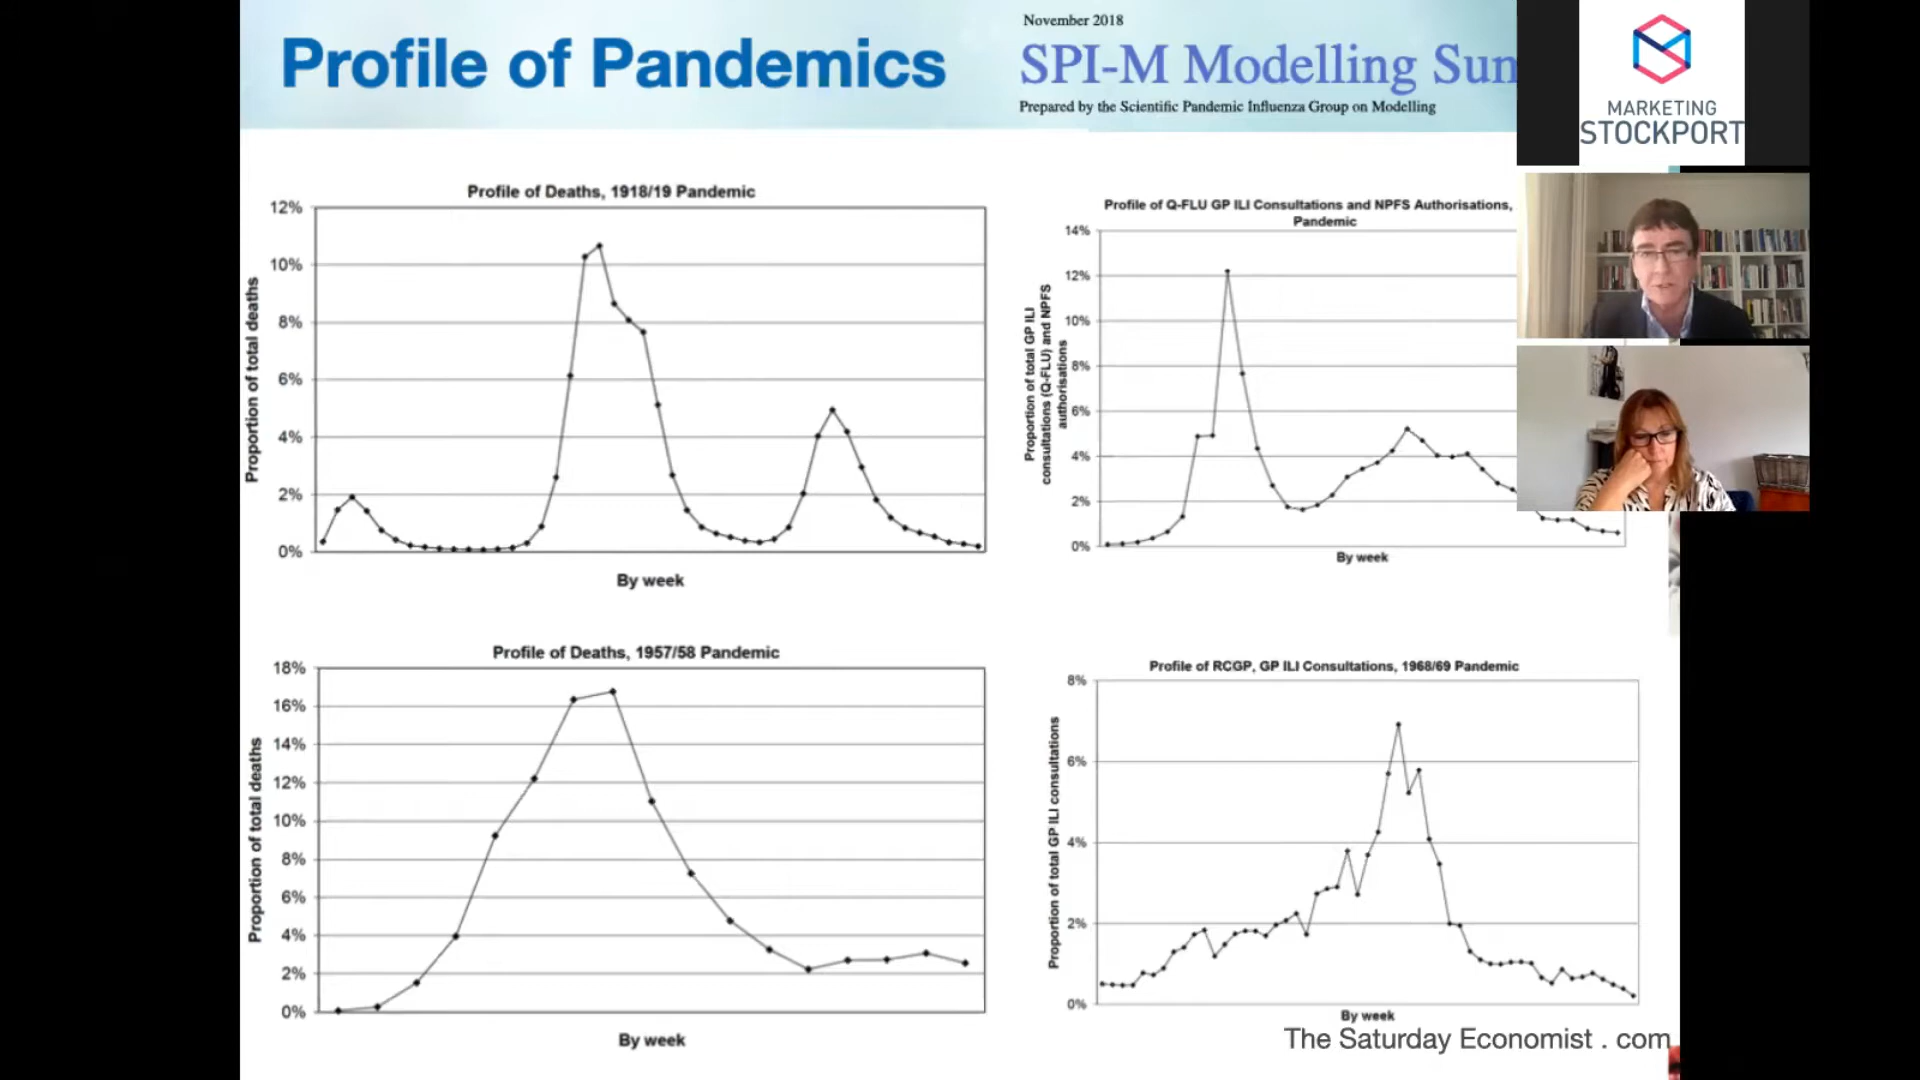 Profile of Pandemics
November 2018
SPI-M Modelling Sum
Prepared by the Scientific Pandemic Influenza Group on Modelling
MARKETING
STOCKPORT
Profile of Deaths, 1918/19 Pandemic
Proportion of total deaths
12%
10%
8%
6%
4%
2%
0%
By week
Profile of Q-FLU GP ILI Consultations and NPFS Authorisations,
Pandemic
Proportion of total GP ILI
consultations (Q-FLU) and NPFS
authorisations
14%
12%
10%
8%
6%
4%
2%
0%
By week
Profile of Deaths, 1957/58 Pandemic
Proportion of total deaths
18%
16%
14%
12%
10%
8%
6%
4%
2%
0%
By week
Profile of RCGP, GP ILI Consultations, 1968/69 Pandemic
Proportion of total GP ILI consultations
8%
6%
4%
2%
0%
By week
The Saturday Economist . com